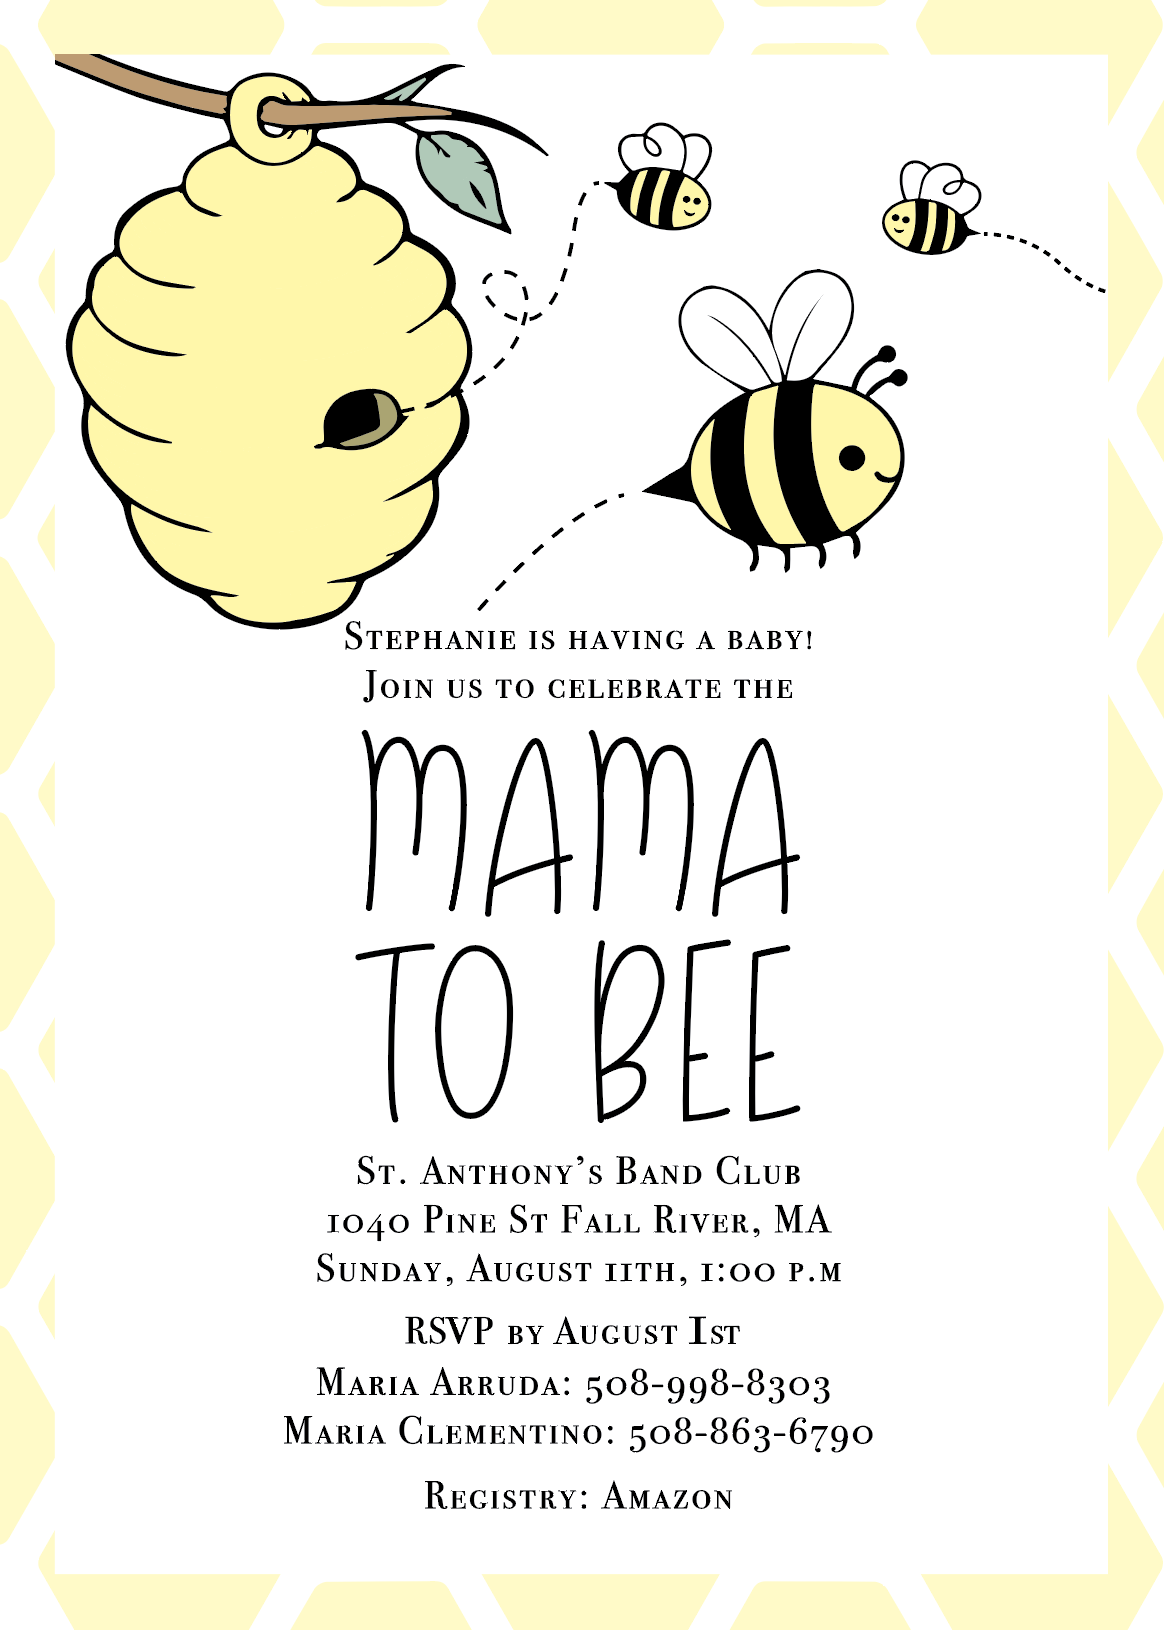 Stephanie is having a baby!
Join us to celebrate the
MAMA
TO BEE
St. Anthony's Band Club
1040 Pine St Fall River, MA
Sunday, August 11th, 1:00 p.m
RSVP by August 1st
Maria Arruda: 508-998-8303
Maria Clementino: 508-863-6790
Registry: Amazon